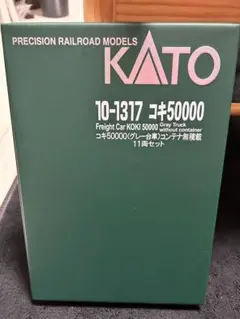 PRECISION RAILROAD MODELS
KATO
10-1317 コキ50000
Freight Car KOKI 50000 Gray Truck without container
コキ50000(グレー台車)コンテナ無積載
11両セット